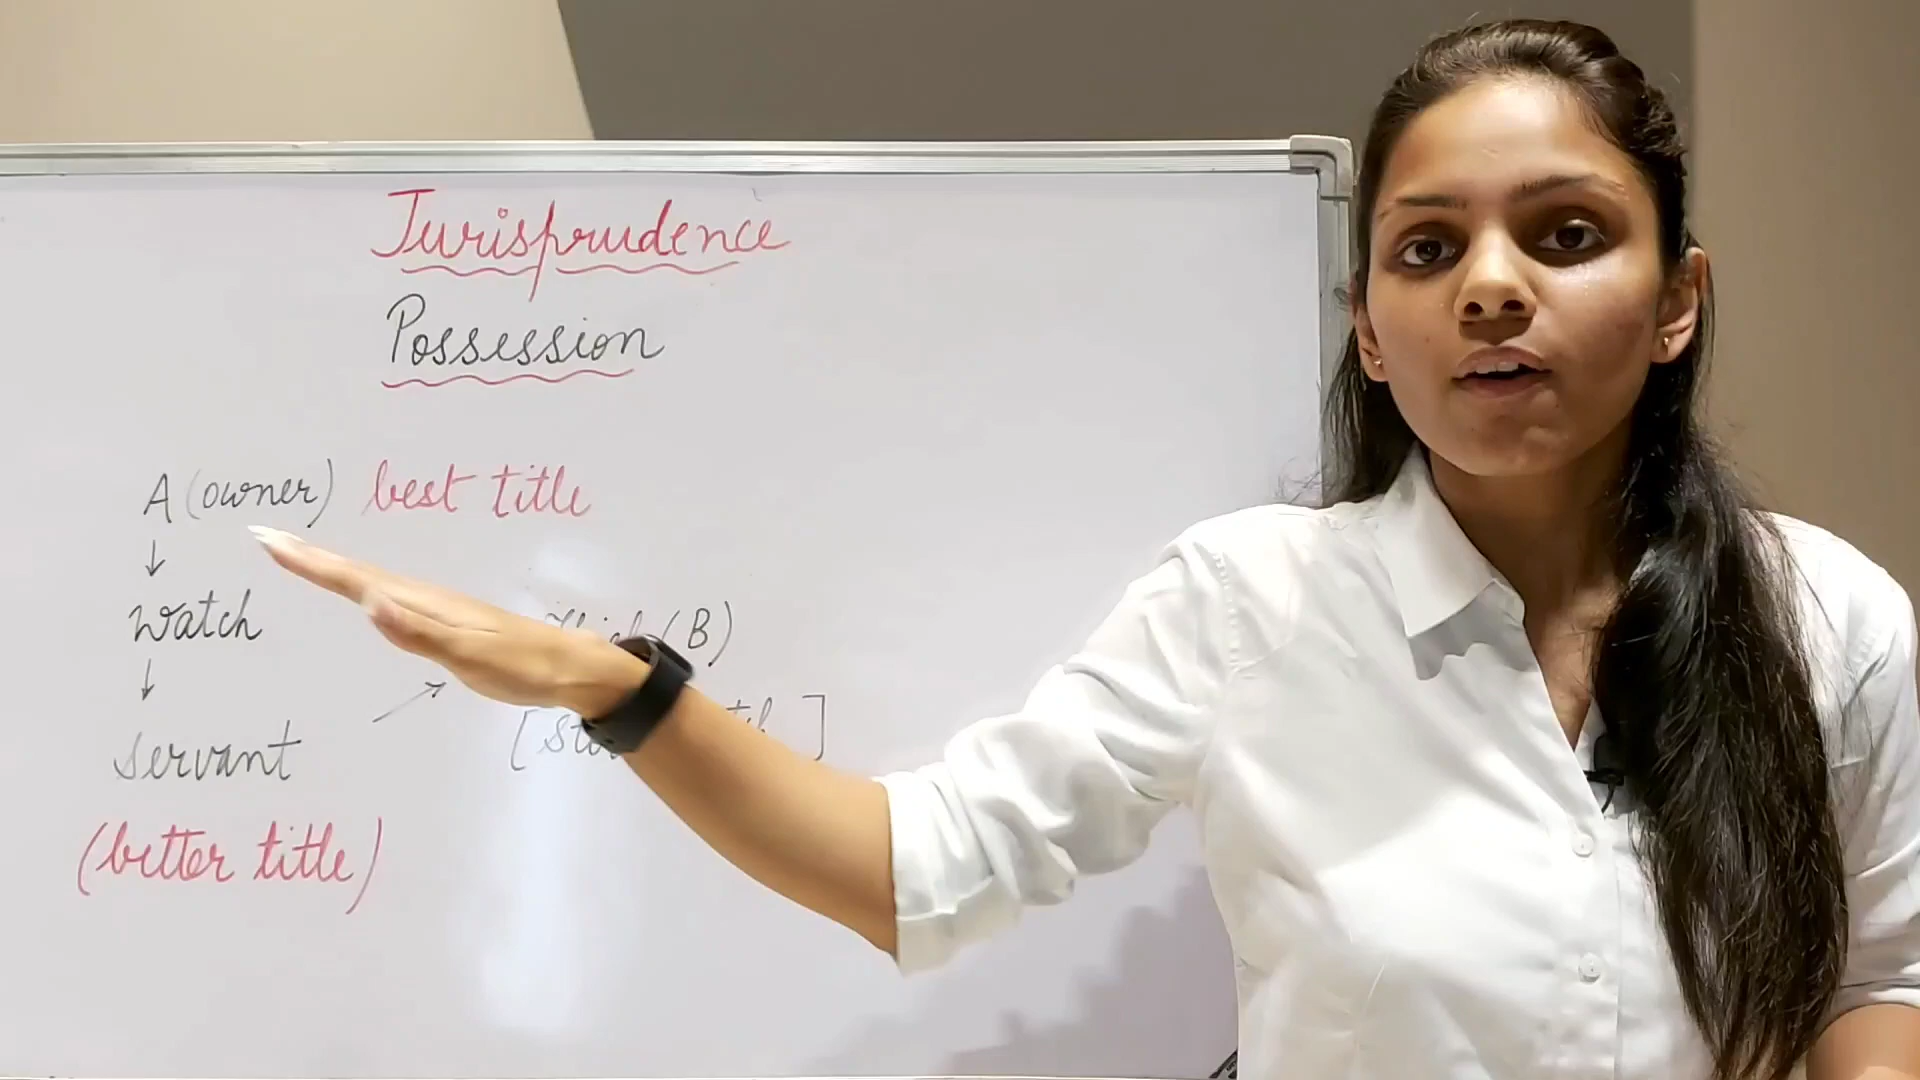 Jurisprudence
Possession
A (owner) best title
↓
Watch
↓
servant
(better title)
(B)
[ ]